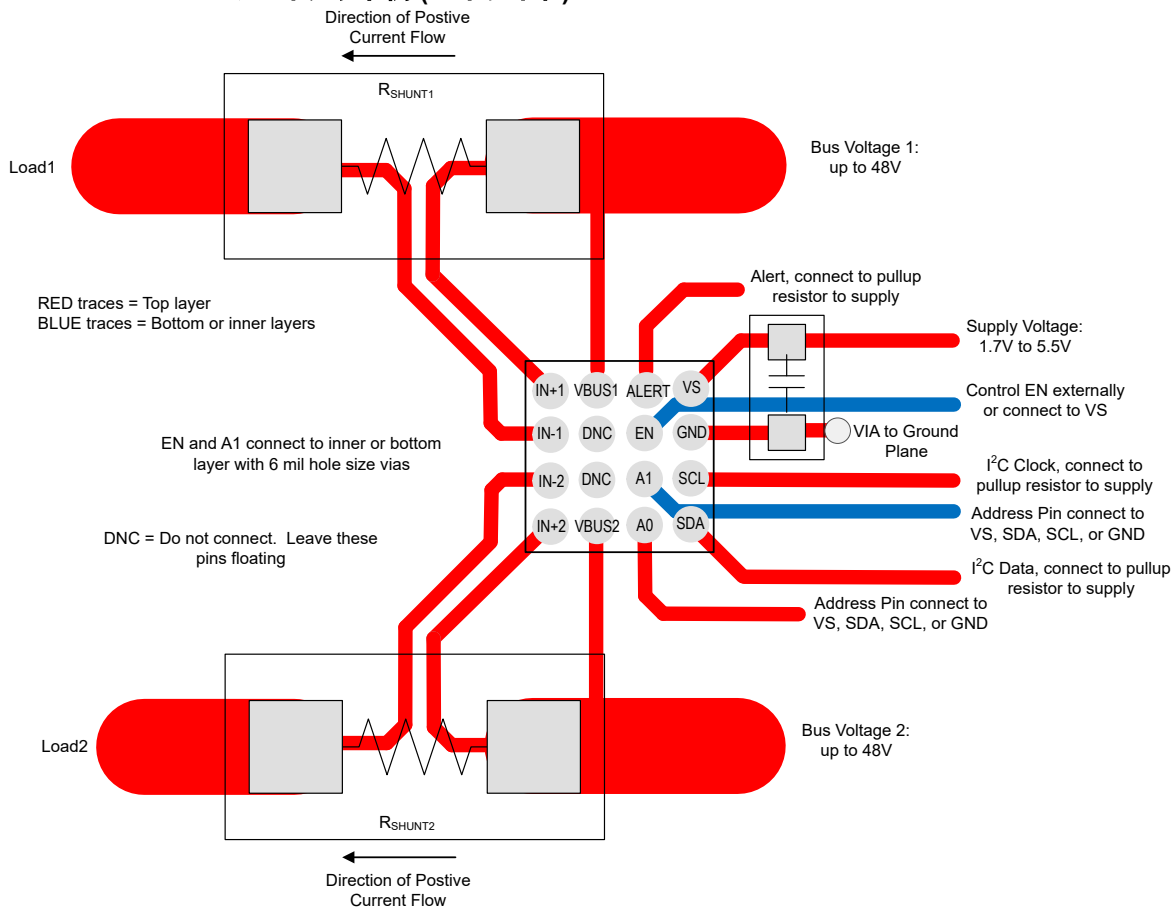 Direction of Postive
Current Flow
RSHUNT1
Load1
Bus Voltage 1:
up to 48V
RED traces = Top layer
BLUE traces = Bottom or inner layers
Alert, connect to pullup
resistor to supply
Supply Voltage:
1.7V to 5.5V
IN+1 VBUS1 ALERT VS
Control EN externally
or connect to VS
IN-1 DNC EN GND
VIA to Ground
Plane
EN and A1 connect to inner or bottom
layer with 6 mil hole size vias
I²C Clock, connect to
pullup resistor to supply
IN-2 DNC A1 SCL
Address Pin connect to
VS, SDA, SCL, or GND
IN+2 VBUS2 A0 SDA
DNC = Do not connect. Leave these
pins floating
I²C Data, connect to pullup
resistor to supply
Address Pin connect to
VS, SDA, SCL, or GND
Load2
Bus Voltage 2:
up to 48V
RSHUNT2
Direction of Postive
Current Flow